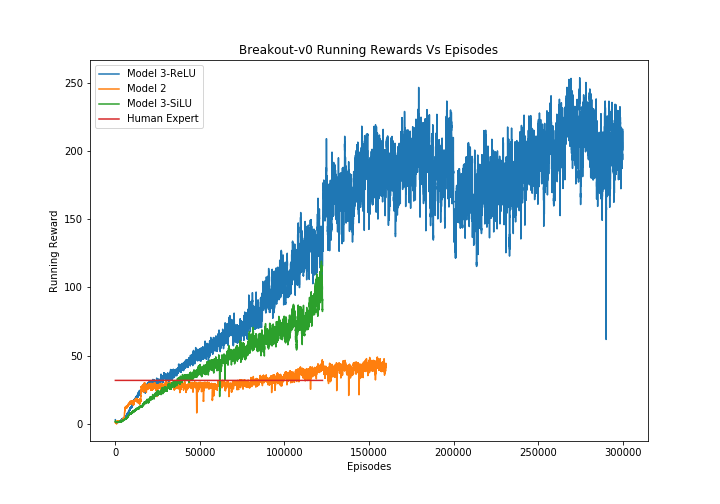 Breakout-v0 Running Rewards Vs Episodes
Model 3-ReLU
Model 2
Model 3-SiLU
Human Expert
Running Reward
250
200
150
100
50
0
0 50000 100000 150000 200000 250000 300000
Episodes